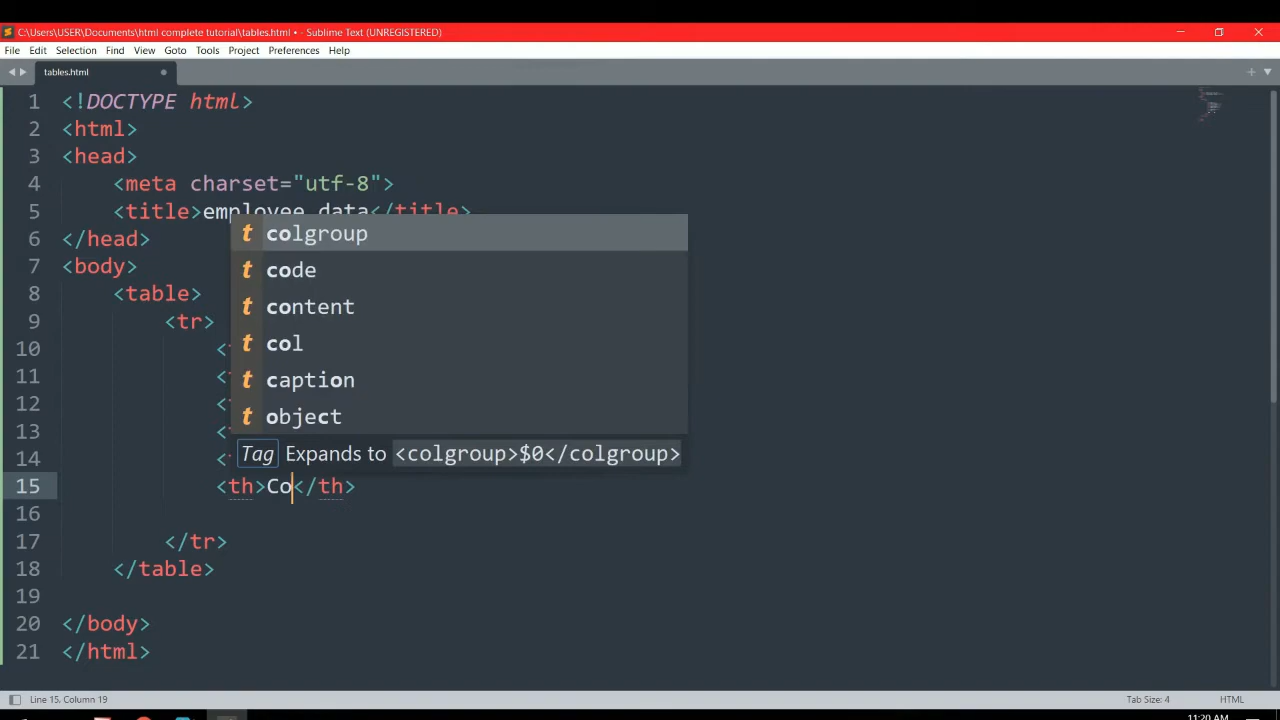 C:\Users\USER\Documents\html complete tutorial\tables.html • - Sublime Text (UNREGISTERED)
File Edit Selection Find View Goto Tools Project Preferences Help
tables.html
1 <!DOCTYPE html>
2 <html>
3 <head>
4 <meta charset="utf-8">
5 <title>employee data</title>
6 </head>
7 <body>
8 <table>
9 <tr>
10 <
11 <
12 <
13 <
14 <
15 <th>Co</th>
16
17 </tr>
18 </table>
19
20 </body>
21 </html>
t colgroup
t code
t content
t col
t caption
t object
Tag Expands to <colgroup>$0</colgroup>
Line 15, Column 19 Tab Size: 4 HTML
11:20 AM